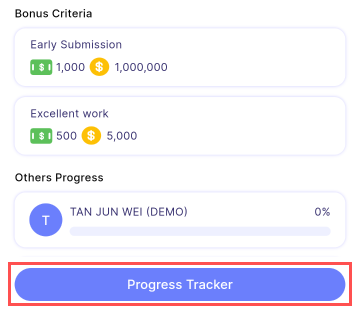 Bonus Criteria
Early Submission
$ 1,000 $ 1,000,000
Excellent work
$ 500 $ 5,000
Others Progress
T TAN JUN WEI (DEMO) 0%
Progress Tracker